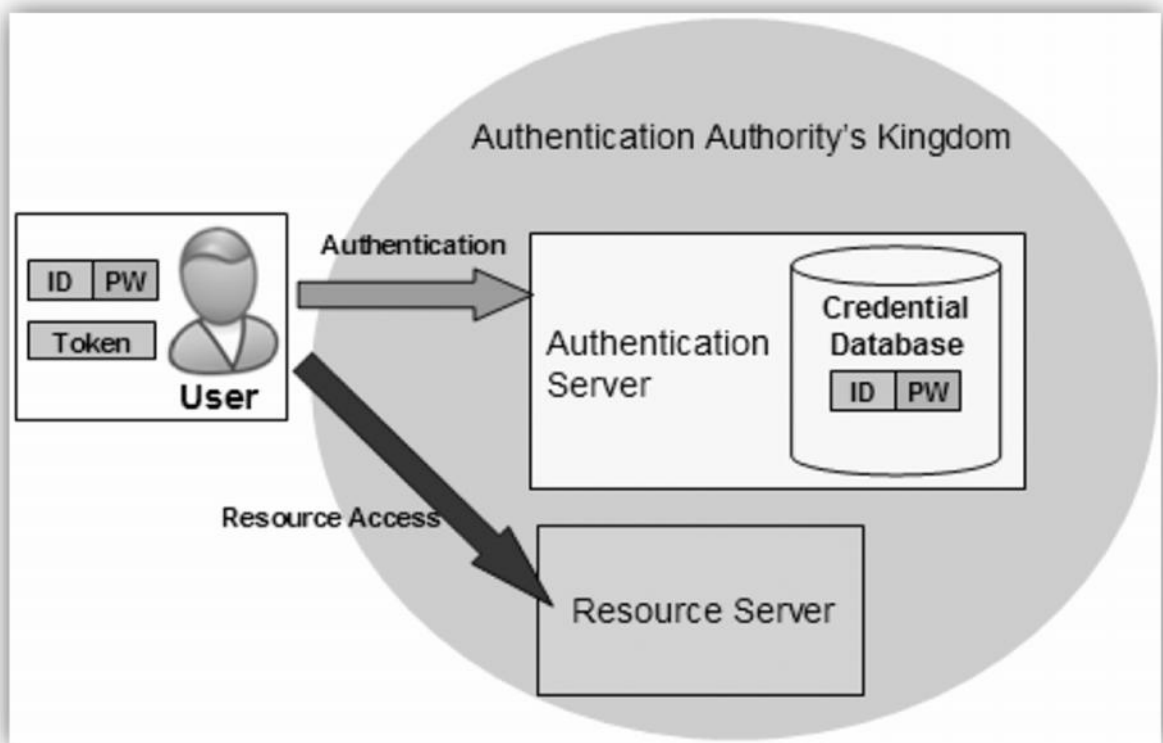 Authentication Authority's Kingdom
Authentication
ID PW
Token
User
Credential
Database
ID PW
Authentication
Server
Resource Access
Resource Server